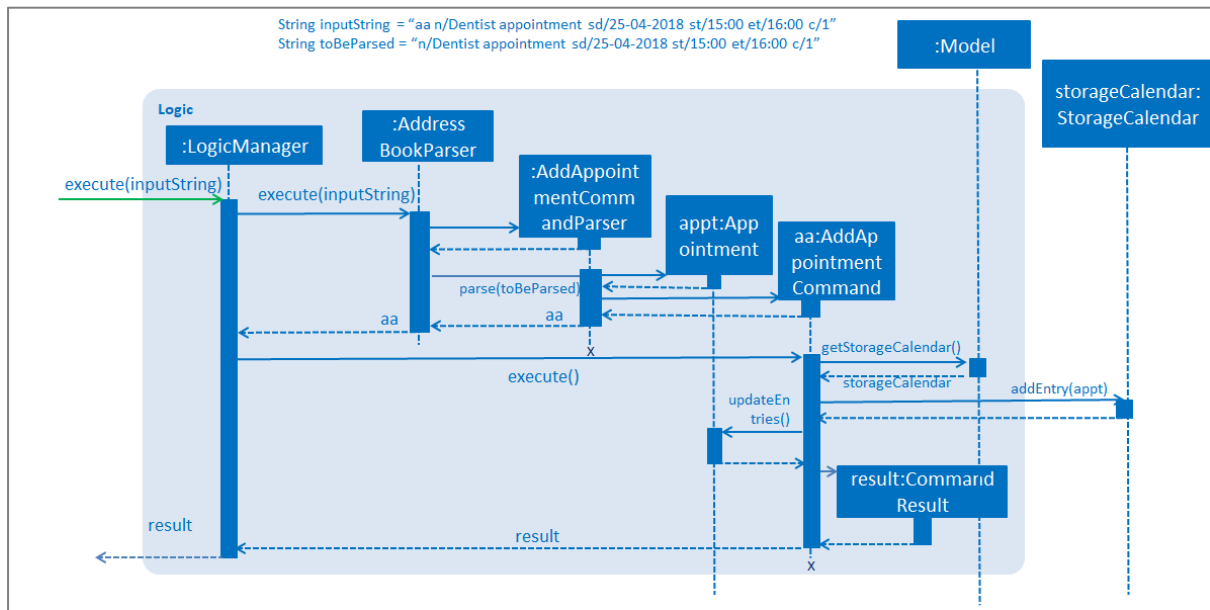 String inputString = “aa n/Dentist appointment sd/25-04-2018 st/15:00 et/16:00 c/1”
String toBeParsed = “n/Dentist appointment sd/25-04-2018 st/15:00 et/16:00 c/1”
:Model
storageCalendar:
StorageCalendar
Logic
:LogicManager
:Address
BookParser
:AddAppoint
mentComm
andParser
appt:App
ointment
aa:AddAp
pointment
Command
execute(inputString)
execute(inputString)
parse(toBeParsed)
aa
aa
x
execute()
getStorageCalendar()
storageCalendar
addEntry(appt)
updateEn
tries()
result:Command
Result
result
result
x